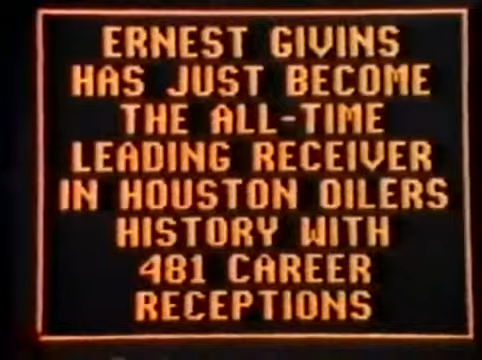 ERNEST GIVINS
HAS JUST BECOME
THE ALL-TIME
LEADING RECEIVER
IN HOUSTON OILERS
HISTORY WITH
481 CAREER
RECEPTIONS